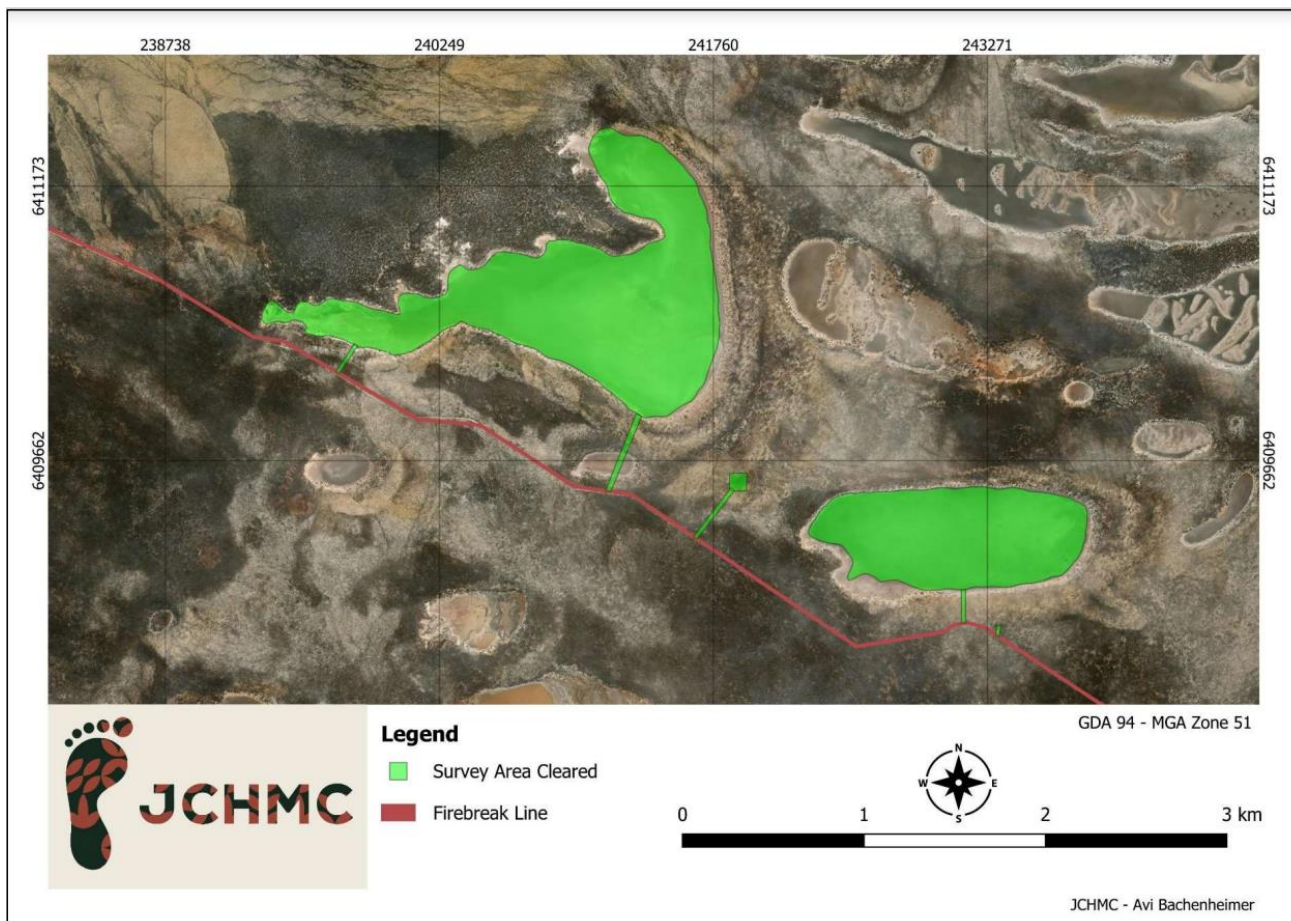 238738 240249 241760 243271
6411173 6411173
6409662 6409662
GDA 94 - MGA Zone 51
JCHMC
Legend
Survey Area Cleared
Firebreak Line
N
W E
S
0 1 2 3 km
JCHMC - Avi Bachenheimer